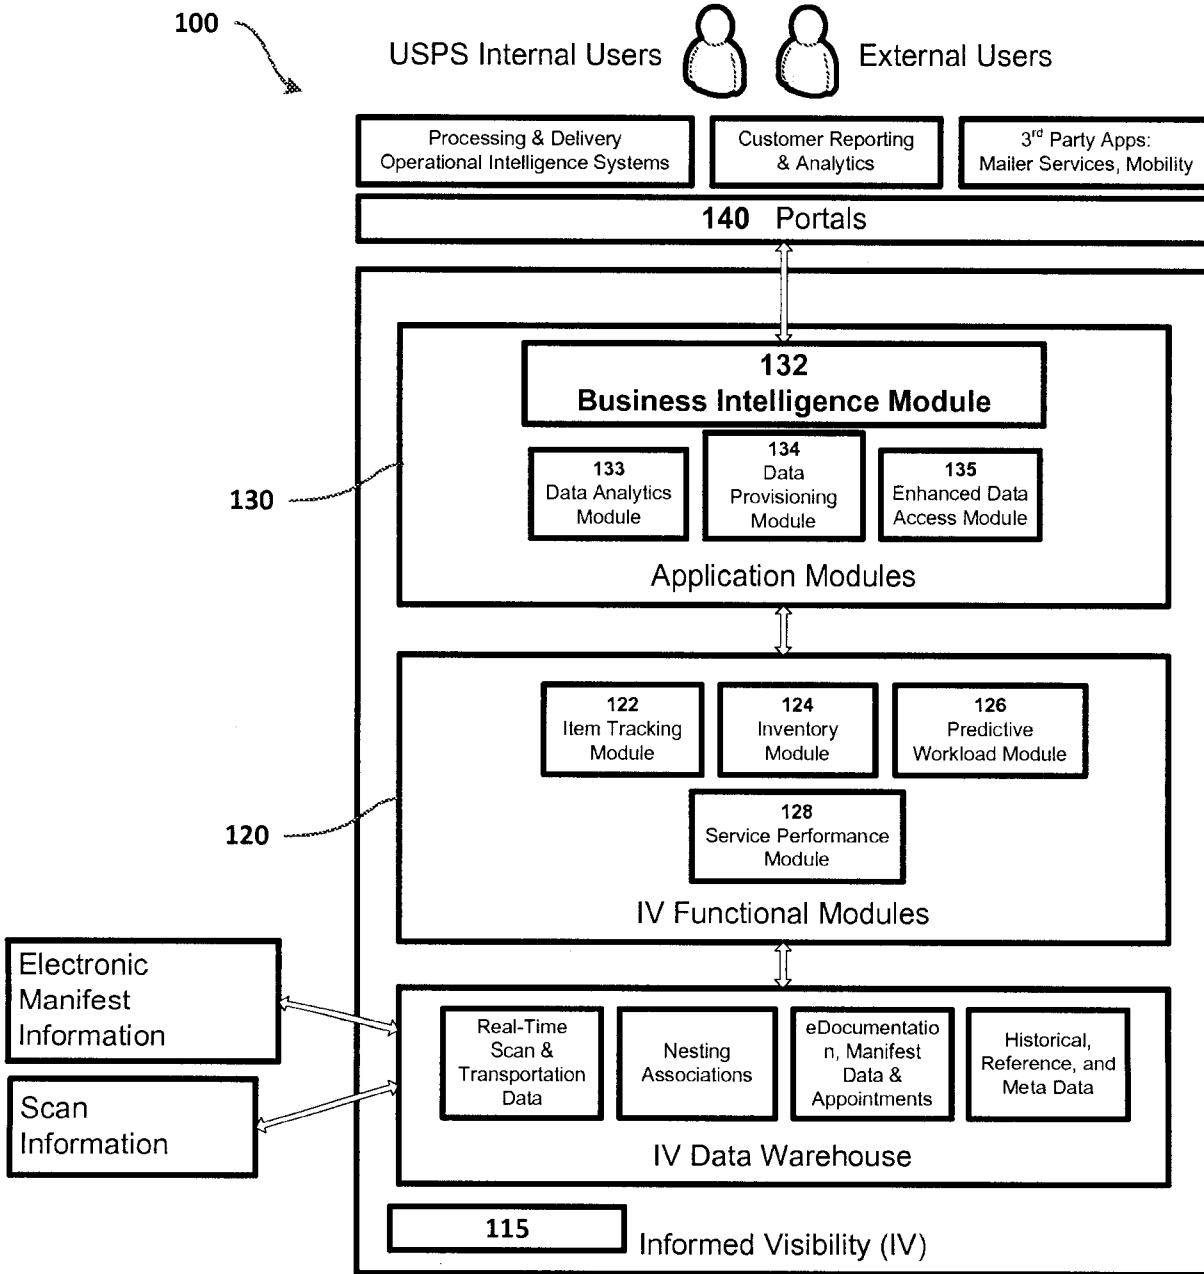 100
USPS Internal Users
External Users
Processing & Delivery
Operational Intelligence Systems
Customer Reporting
& Analytics
3rd Party Apps:
Mailer Services, Mobility
140 Portals
132
Business Intelligence Module
133
Data Analytics
Module
134
Data
Provisioning
Module
135
Enhanced Data
Access Module
130
Application Modules
122
Item Tracking
Module
124
Inventory
Module
126
Predictive
Workload Module
128
Service Performance
Module
120
IV Functional Modules
Electronic
Manifest
Information
Scan
Information
Real-Time
Scan &
Transportation
Data
Nesting
Associations
eDocumentatio
n, Manifest
Data &
Appointments
Historical,
Reference, and
Meta Data
IV Data Warehouse
115
Informed Visibility (IV)